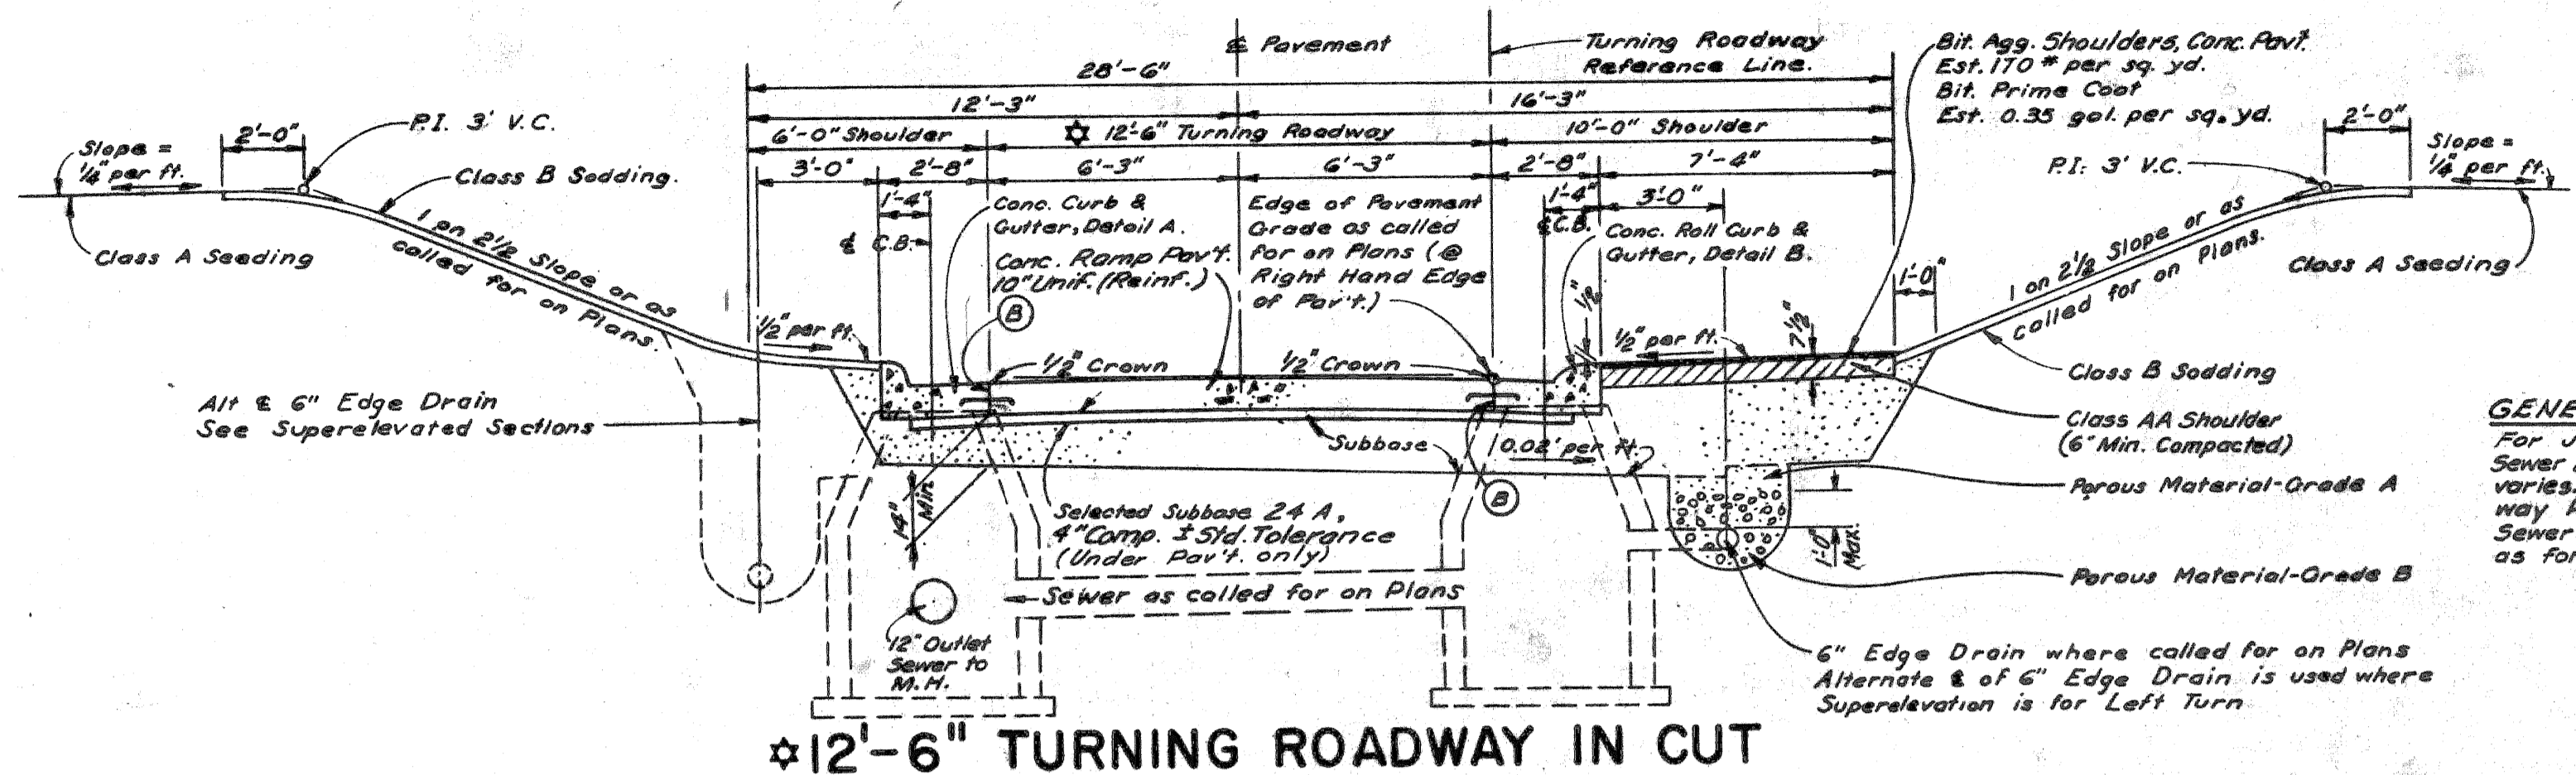 ℄ Pavement
Turning Roadway
Reference Line.
Bit. Agg. Shoulders, Conc. Pav't.
Est. 170 # per sq. yd.
Bit. Prime Coat
Est. 0.35 gal. per sq. yd.
28'-6"
12'-3"
16'-3"
6'-0" Shoulder
✡ 12'-6" Turning Roadway
10'-0" Shoulder
3'-0"
2'-8"
6'-3"
6'-3"
2'-8"
7'-4"
1'-4"
1'-4"
3'-0"
℄ C.B.
℄ C.B.
Slope =
1/4" per ft.
2'-0"
P.I. 3' V.C.
Class B Sodding.
Class A Seeding
1 on 2 1/2 Slope or as
called for on Plans.
Conc. Curb &
Gutter, Detail A.
Conc. Ramp Pav't.
10" Unif. (Reinf.)
B
Edge of Pavement
Grade as called
for on Plans (@
Right Hand Edge
of Pav't.)
Conc. Roll Curb &
Gutter, Detail B.
2'-0"
Slope =
1/4" per ft.
P.I. 3' V.C.
1 on 2 1/2 Slope or as
called for on Plans.
Class A Seeding
1'-0"
1/2" per ft.
1/2" Crown
1/2" Crown
1/2" per ft.
7 1/2"
Class B Sodding
Alt ℄ 6" Edge Drain
See Superelevated Sections
Class AA Shoulder
(6" Min. Compacted)
Subbase
0.02' per ft.
B
14"
Min
Selected Subbase 24 A,
4" Comp. ± Std. Tolerance
(Under Pav't. only)
Porous Material-Grade A
1'-0"
Max.
Porous Material-Grade B
Sewer as called for on Plans
12" Outlet
Sewer to
M.H.
6" Edge Drain where called for on Plans
Alternate ℄ of 6" Edge Drain is used where
Superelevation is for Left Turn
GENE
For
Sewer
varies.
way
Sewer
as for
✡12'-6" TURNING ROADWAY IN CUT